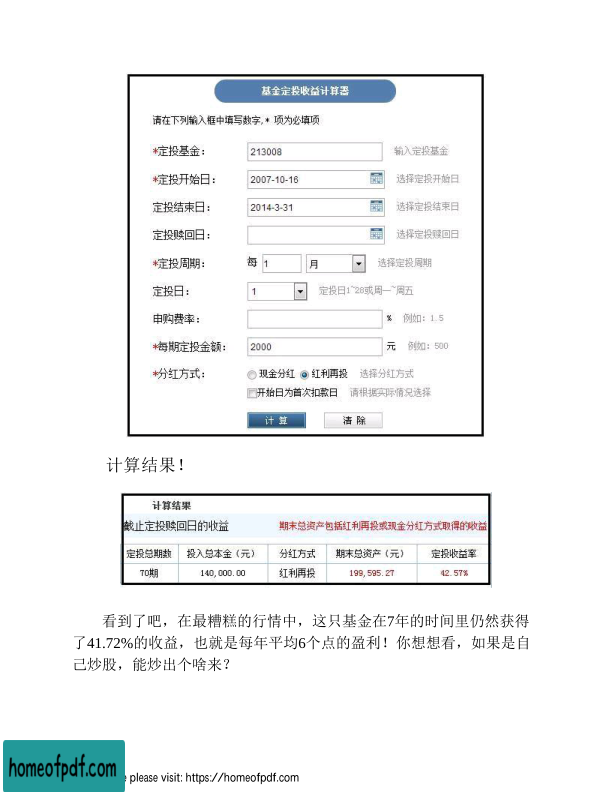 基金定投收益计算器
请在下列输入框中填写数字,* 项为必填项
*定投基金: 213008 输入定投基金
*定投开始日: 2007-10-16 选择定投开始日
定投结束日: 2014-3-31 选择定投结束日
定投赎回日: 选择定投赎回日
*定投周期: 每 1 月 选择定投周期
定投日: 1 定投日1~28或周一~周五
申购费率: % 例如: 1.5
*每期定投金额: 2000 元 例如: 500
*分红方式: 现金分红 红利再投 选择分红方式
开始日为首次扣款日 请根据实际情况选择
计 算 清 除
计算结果!
计算结果
截止定投赎回日的收益 期末总资产包括红利再投或现金分红方式取得的收益
定投总期数 投入总本金（元） 分红方式 期末总资产（元） 定投收益率
70期 140,000.00 红利再投 199,595.27 42.57%
看到了吧，在最糟糕的行情中，这只基金在7年的时间里仍然获得
了41.72%的收益，也就是每年平均6个点的盈利！你想想看，如果是自
己炒股，能炒出个啥来？
homeofpdf.com
please visit: https://homeofpdf.com